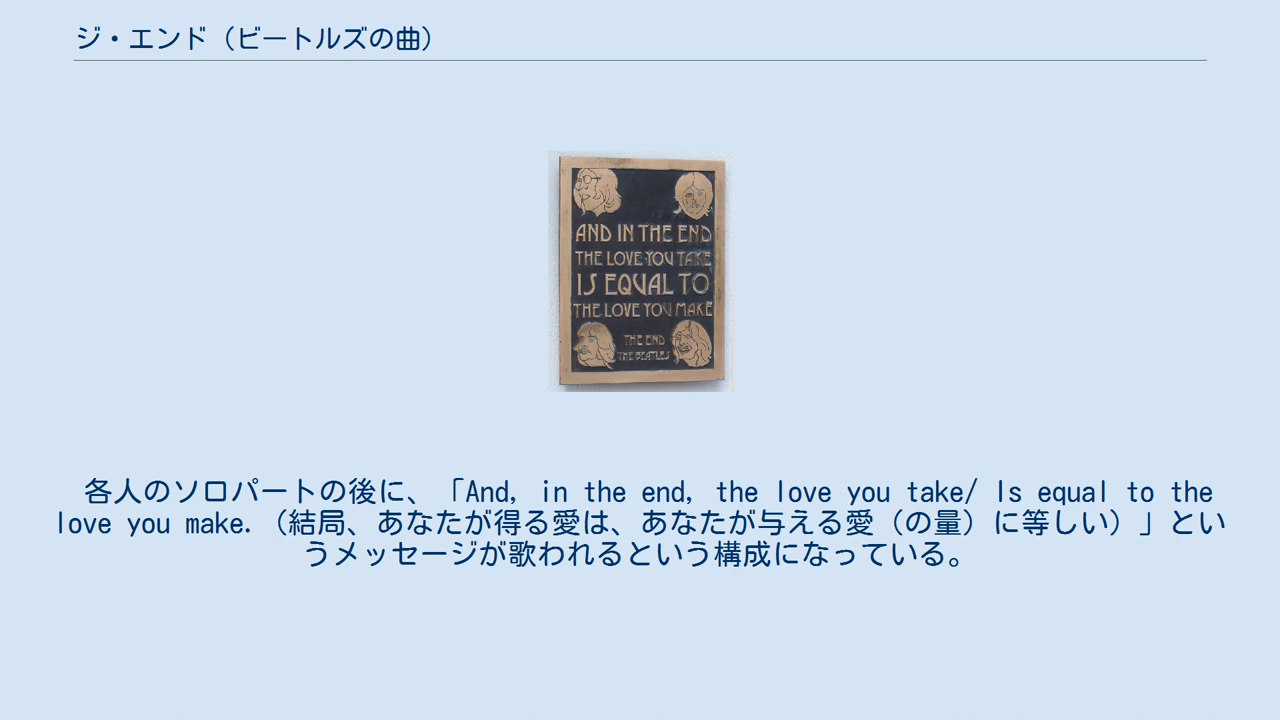 ジ・エンド（ビートルズの曲）
AND IN THE END
THE LOVE YOU TAKE
IS EQUAL TO
THE LOVE YOU MAKE
THE END
THE BEATLES
各人のソロパートの後に、「And, in the end, the love you take/ Is equal to the
love you make.（結局、あなたが得る愛は、あなたが与える愛（の量）に等しい）」とい
うメッセージが歌われるという構成になっている。